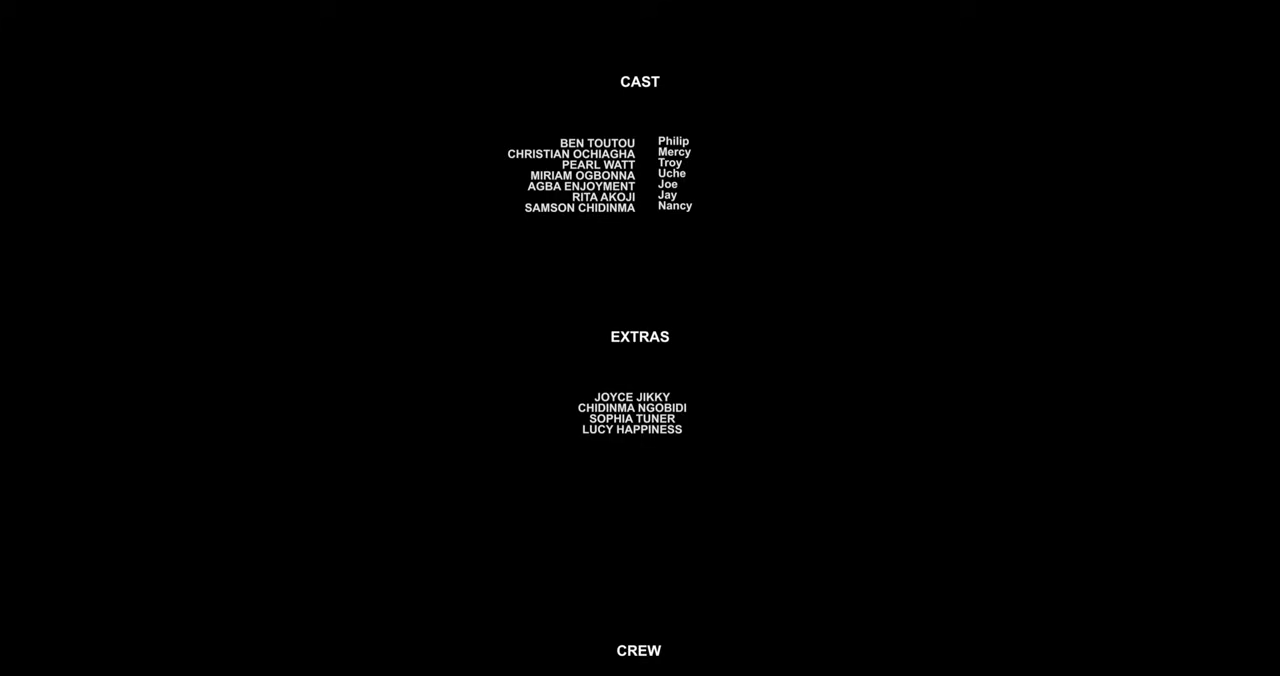 CAST
BEN TOUTOU Philip
CHRISTIAN OCHIAGHA Mercy
PEARL WATT Troy
MIRIAM OGBONNA Uche
AGBA ENJOYMENT Joe
RITA AKOJI Jay
SAMSON CHIDINMA Nancy
EXTRAS
JOYCE JIKKY
CHIDINMA NGOBIDI
SOPHIA TUNER
LUCY HAPPINESS
CREW